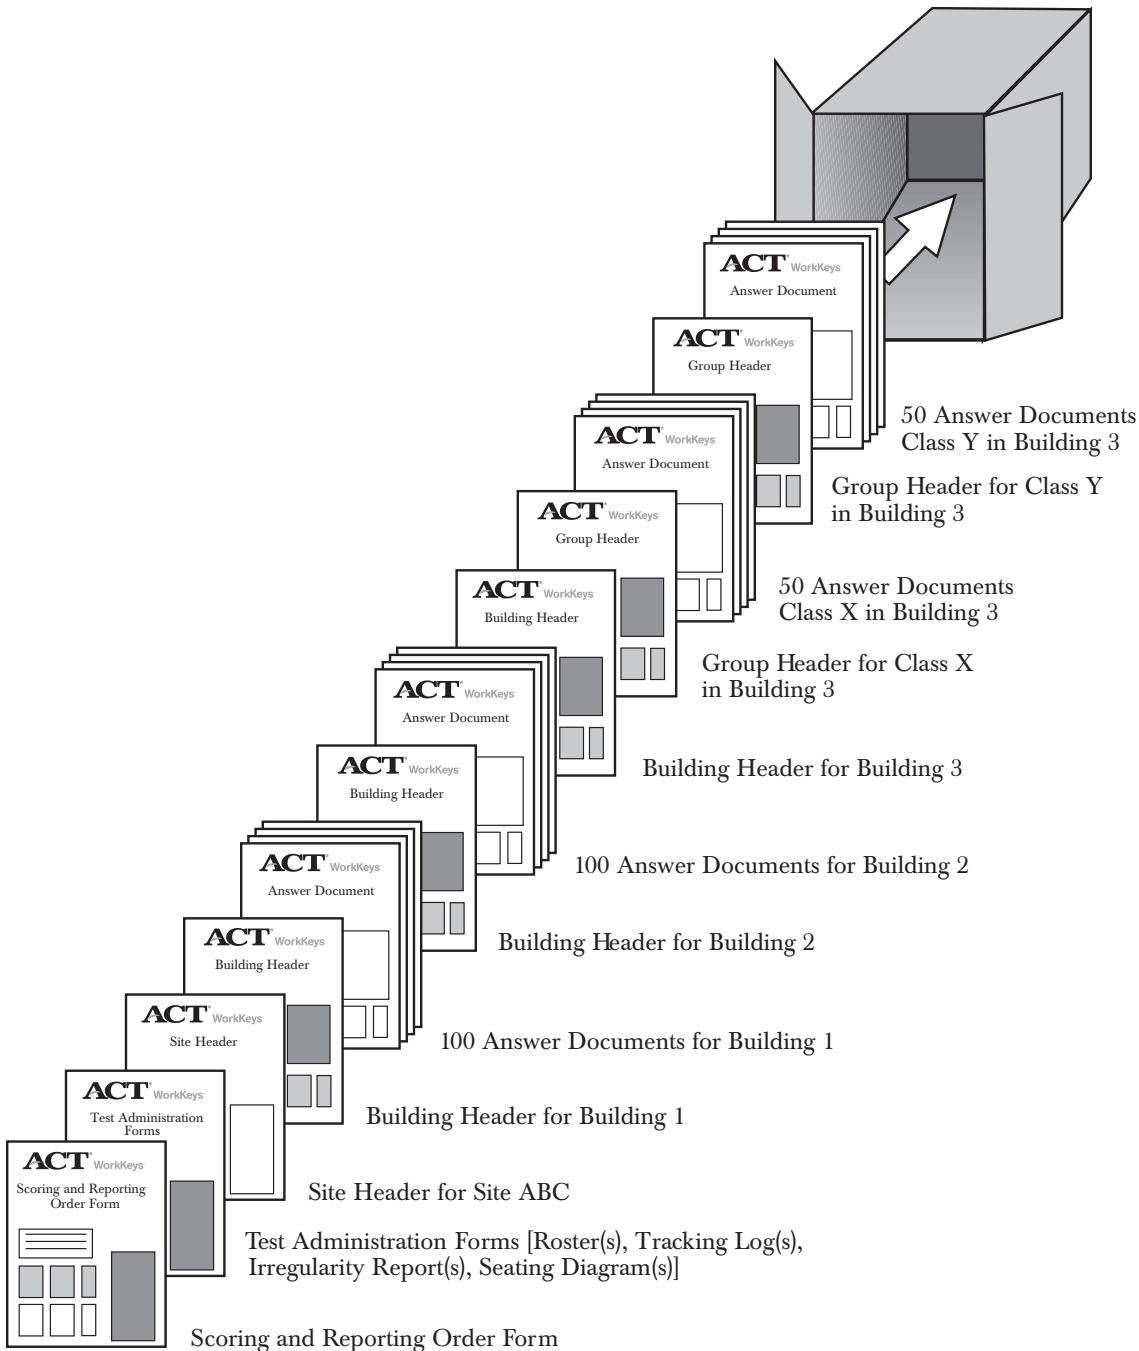 ACT® WorkKeys
Answer Document
50 Answer Documents
Class Y in Building 3
ACT® WorkKeys
Group Header
Group Header for Class Y
in Building 3
ACT® WorkKeys
Answer Document
50 Answer Documents
Class X in Building 3
ACT® WorkKeys
Group Header
Group Header for Class X
in Building 3
ACT® WorkKeys
Building Header
Building Header for Building 3
ACT® WorkKeys
Answer Document
100 Answer Documents for Building 2
ACT® WorkKeys
Building Header
Building Header for Building 2
ACT® WorkKeys
Answer Document
100 Answer Documents for Building 1
ACT® WorkKeys
Building Header
Building Header for Building 1
ACT® WorkKeys
Site Header
Site Header for Site ABC
ACT® WorkKeys
Test Administration
Forms
Test Administration Forms [Roster(s), Tracking Log(s),
Irregularity Report(s), Seating Diagram(s)]
ACT® WorkKeys
Scoring and Reporting
Order Form
Scoring and Reporting Order Form